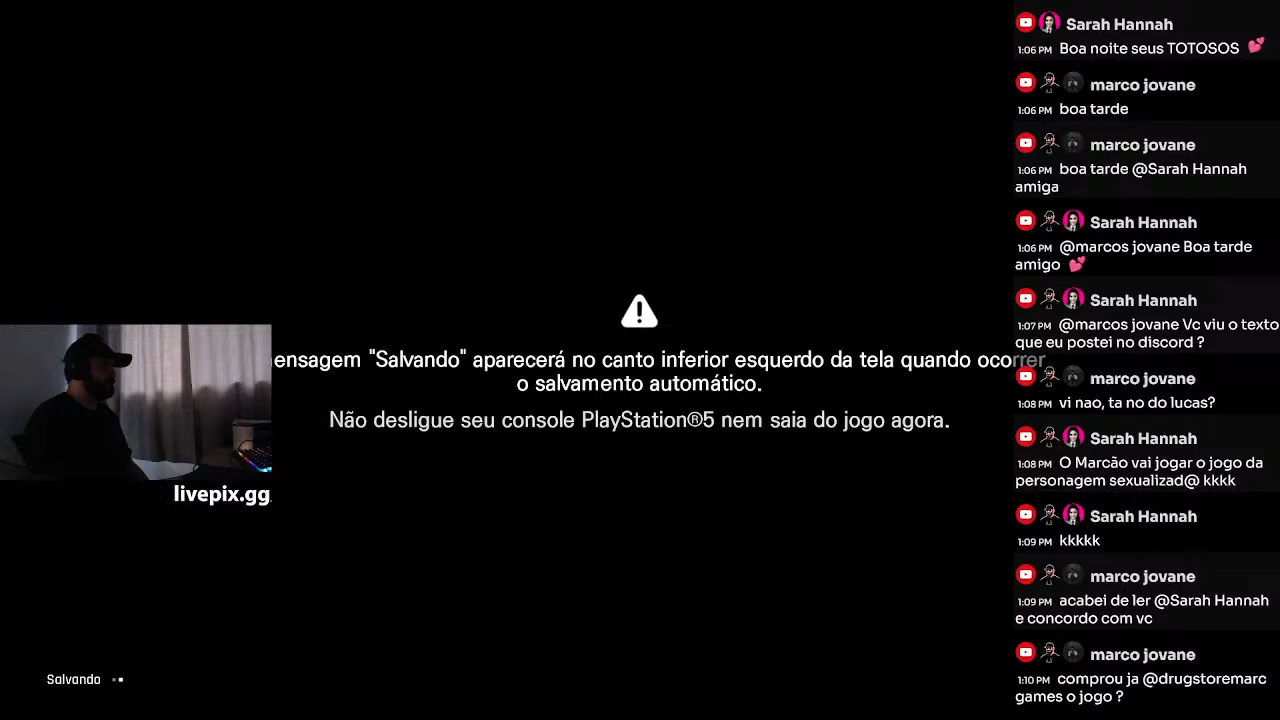 ensagem "Salvando" aparecerá no canto inferior esquerdo da tela quando ocorrer
o salvamento automático.
Não desligue seu console PlayStation®5 nem saia do jogo agora.
livepix.gg
Salvando
Sarah Hannah
1:06 PM Boa noite seus TOTOSOS 💕
marco jovane
1:06 PM boa tarde
marco jovane
1:06 PM boa tarde @Sarah Hannah
amiga
Sarah Hannah
1:06 PM @marcos jovane Boa tarde
amigo 💕
Sarah Hannah
1:07 PM @marcos jovane Vc viu o texto
que eu postei no discord ?
marco jovane
1:08 PM vi nao, ta no do lucas?
Sarah Hannah
1:08 PM O Marcão vai jogar o jogo da
personagem sexualizad@ kkkk
Sarah Hannah
1:09 PM kkkkk
marco jovane
1:09 PM acabei de ler @Sarah Hannah
e concordo com vc
marco jovane
1:10 PM comprou ja @drugstoremarc
games o jogo ?